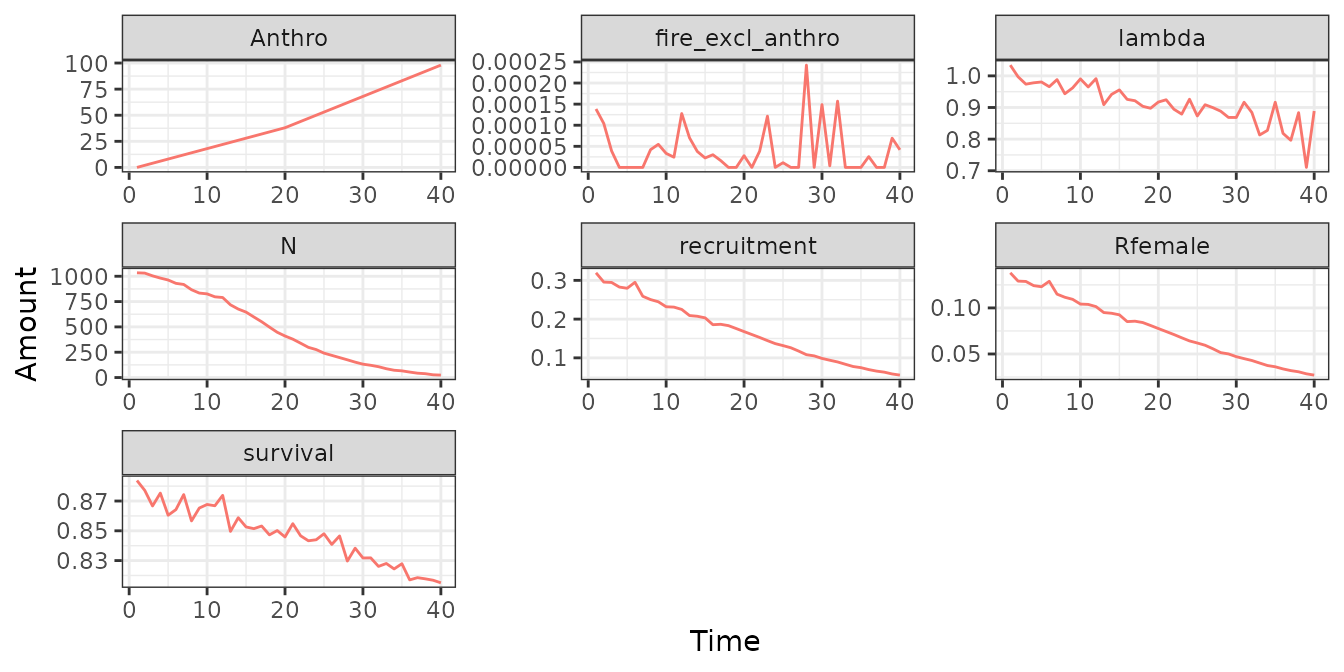 Anthro fire_excl_anthro lambda
100 75 50 25 0
0.00025 0.00020 0.00015 0.00010 0.00005 0.00000
1.0 0.9 0.8 0.7
0 10 20 30 40 0 10 20 30 40 0 10 20 30 40
N recruitment Rfemale
1000 750 500 250 0
0.3 0.2 0.1
0.10 0.05
0 10 20 30 40 0 10 20 30 40 0 10 20 30 40
survival
0.87 0.85 0.83
0 10 20 30 40
Amount
Time